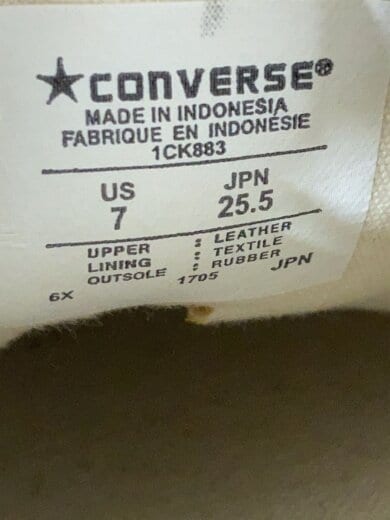 ★CONVERSE®
MADE IN INDONESIA
FABRIQUE EN INDONÉSIE
1CK883
US JPN
7 25.5
UPPER : LEATHER
LINING : TEXTILE
OUTSOLE : RUBBER
6X 1705 JPN